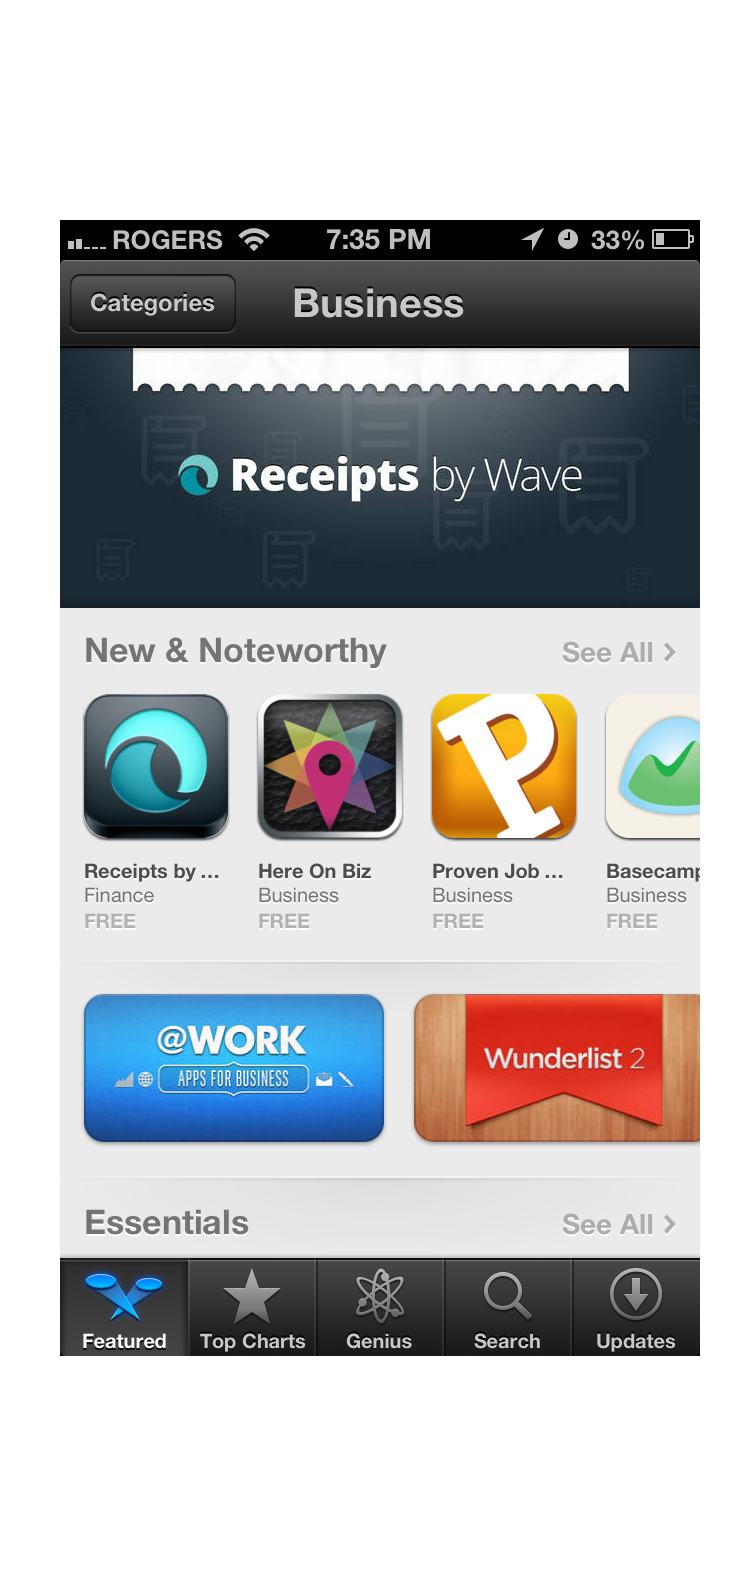 ROGERS 7:35 PM 33%
Categories Business
Receipts by Wave
New & Noteworthy See All
Receipts by ... Here On Biz Proven Job ... Basecamp
Finance Business Business Business
FREE FREE FREE FREE
@WORK
APPS FOR BUSINESS
Wunderlist 2
Essentials See All
Featured Top Charts Genius Search Updates